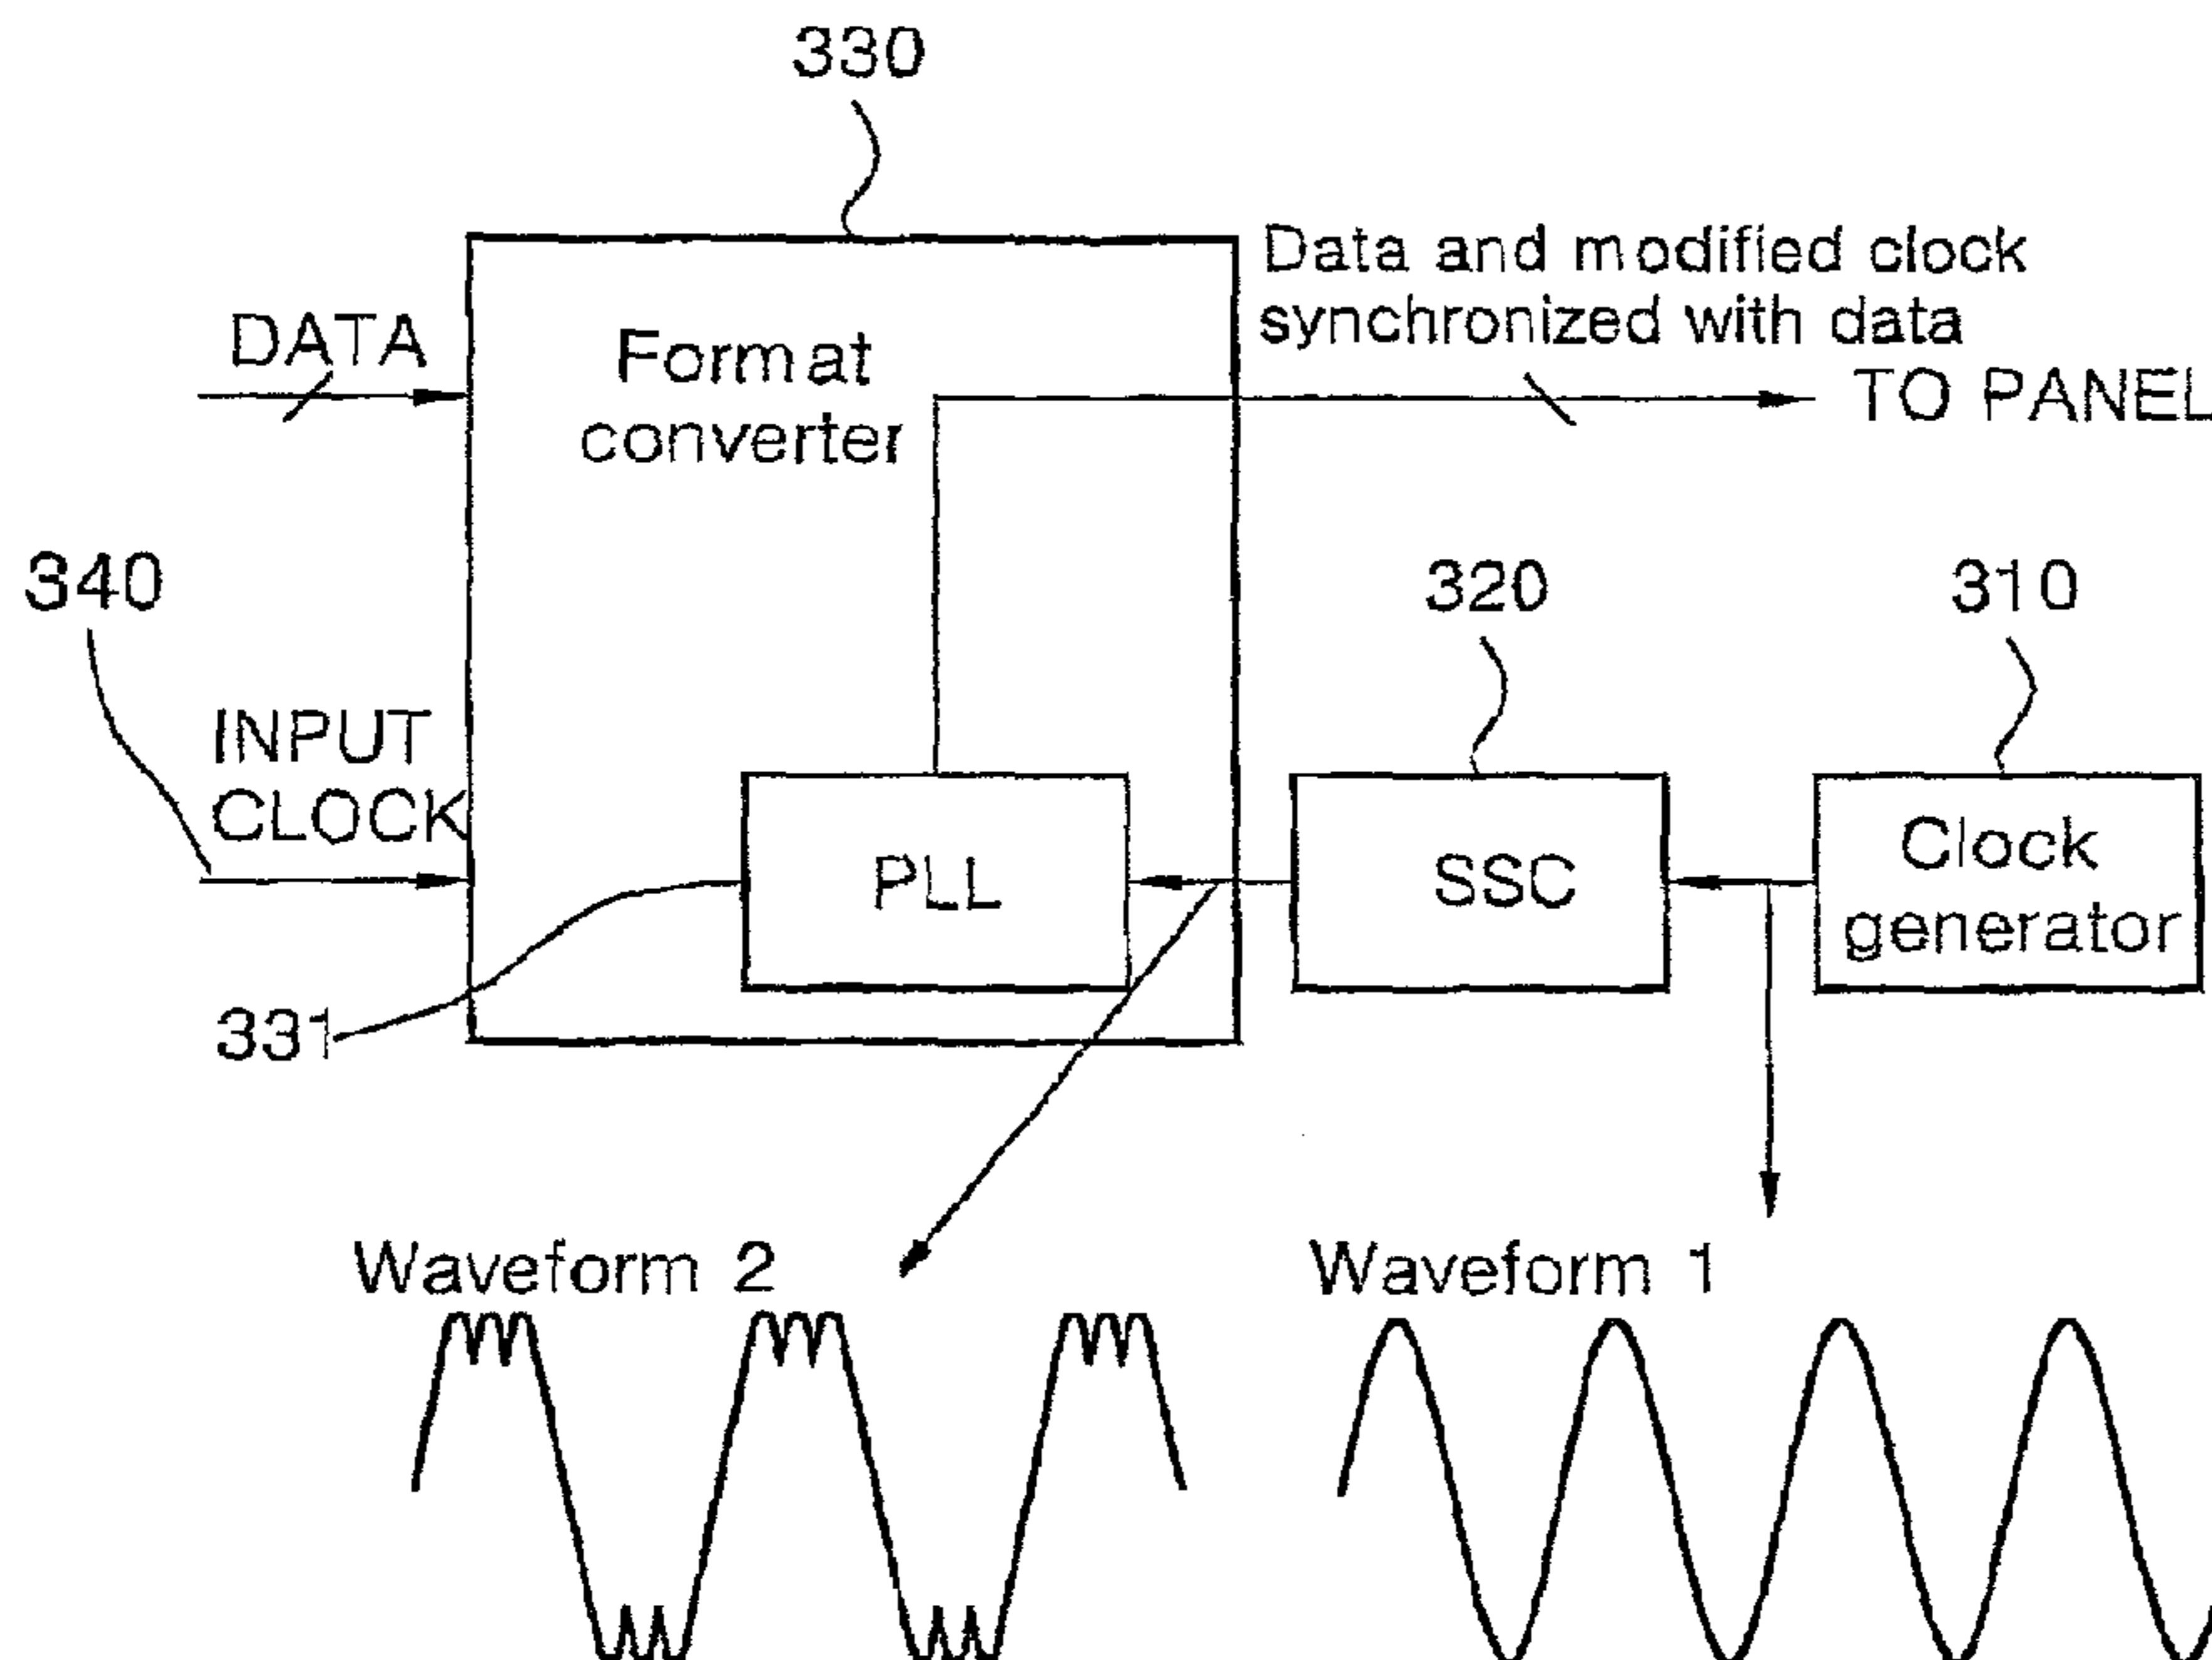 330
Data and modified clock
synchronized with data
DATA
Format
converter
TO PANEL
340
320
310
INPUT
CLOCK
PLL
SSC
Clock
generator
331
Waveform 2
Waveform 1